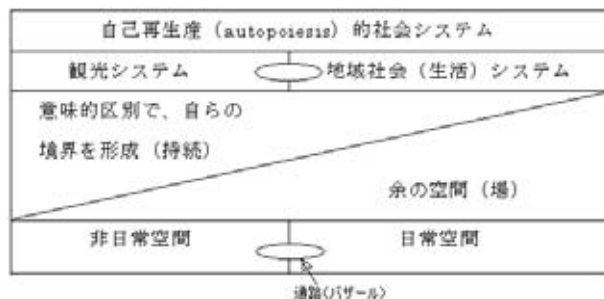 自己再生産（autopoiesis）的社会システム
観光システム
地域社会（生活）システム
意味的区別で、自らの
境界を形成（持続）
余の空間（場）
非日常空間
日常空間
通路(バザール)